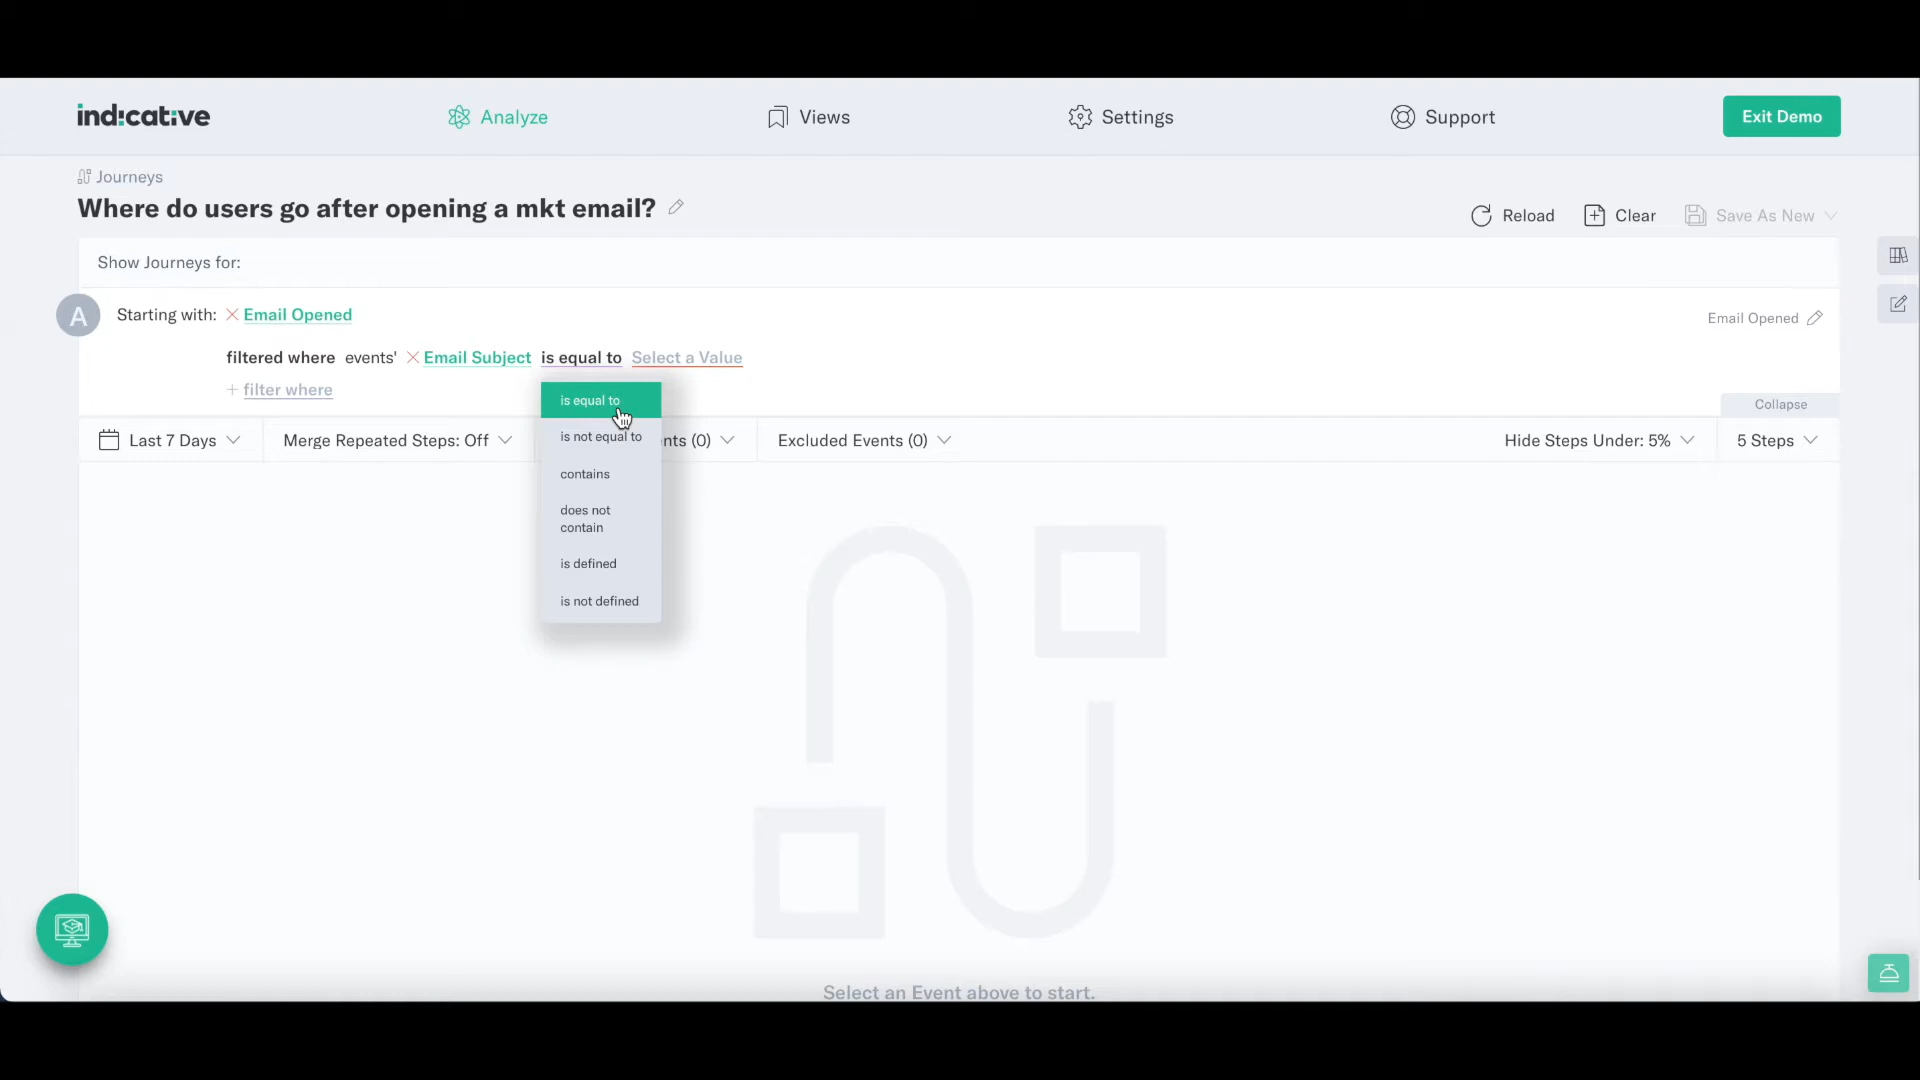 indicative
Analyze
Views
Settings
Support
Exit Demo
Journeys
Where do users go after opening a mkt email?
Reload
Clear
Save As New
Show Journeys for:
A
Starting with: Email Opened
Email Opened
filtered where events' Email Subject is equal to Select a Value
+ filter where
is equal to
is not equal to
contains
does not
contain
is defined
is not defined
Collapse
Last 7 Days
Merge Repeated Steps: Off
nts (0)
Excluded Events (0)
Hide Steps Under: 5%
5 Steps
Select an Event above to start.